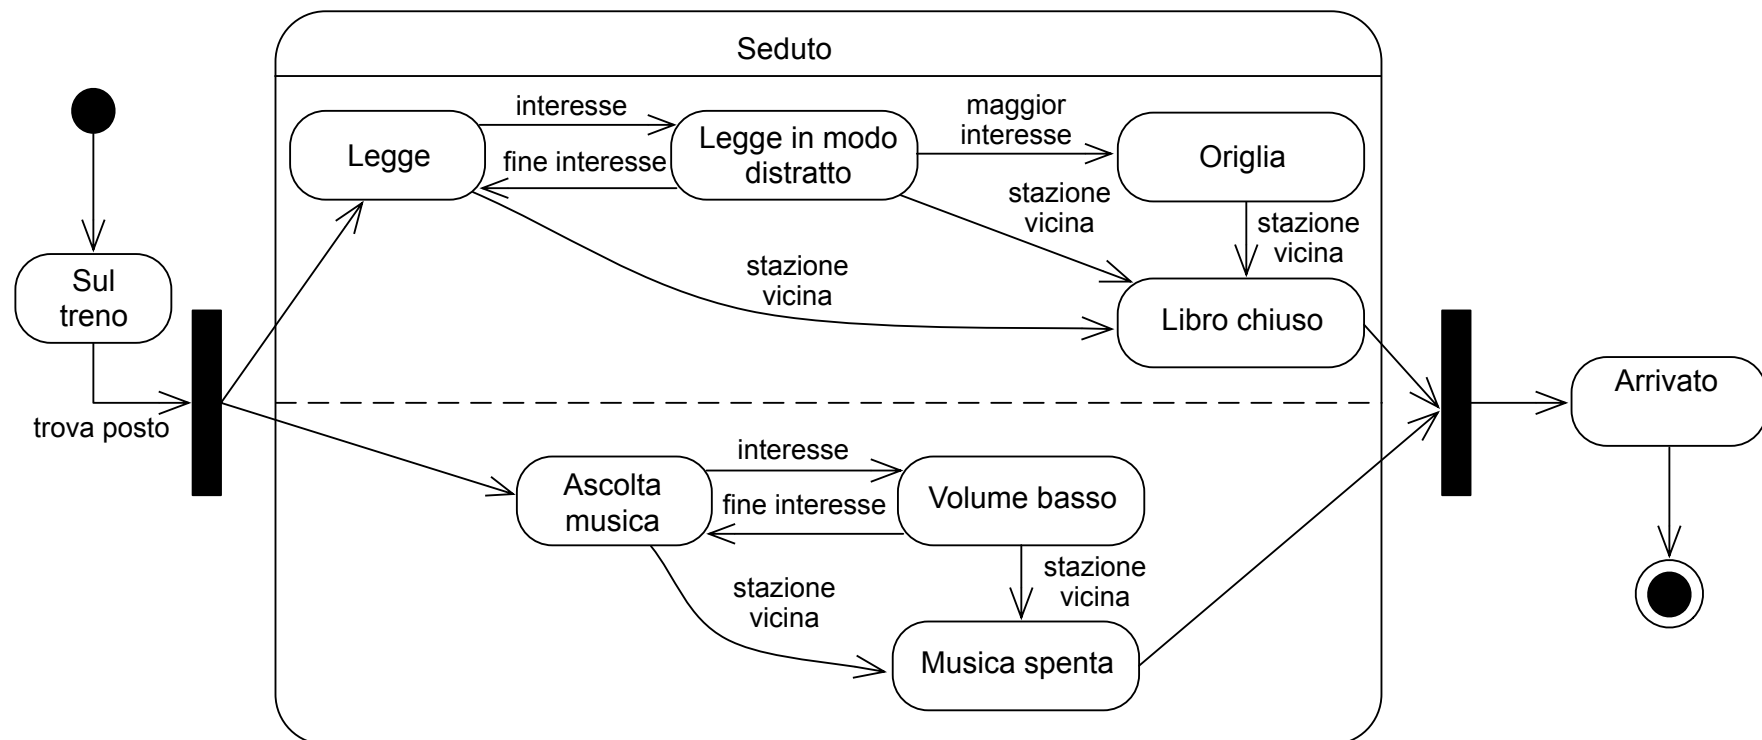 Seduto
interesse
maggior
interesse
Legge
Legge in modo
distratto
Origlia
fine interesse
stazione
vicina
stazione
vicina
stazione
vicina
Sul
treno
Libro chiuso
trova posto
Arrivato
interesse
Ascolta
musica
fine interesse
Volume basso
stazione
vicina
stazione
vicina
Musica spenta